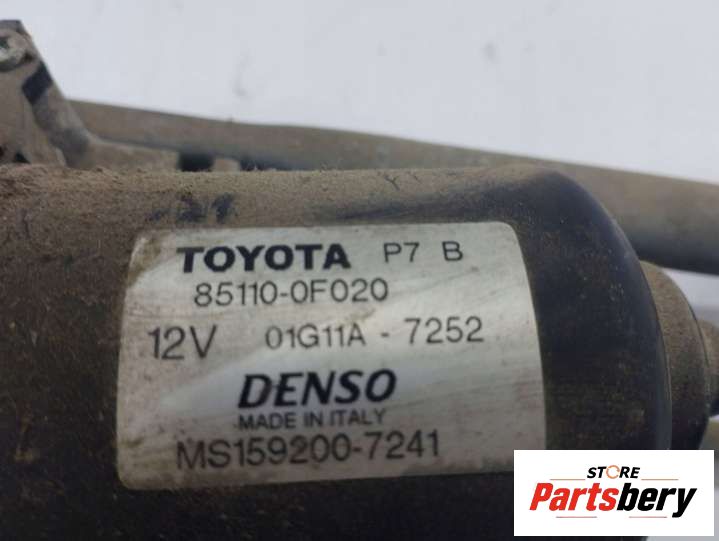 TOYOTA P7 B
85110-0F020
12V 01G11A - 7252
DENSO
MADE IN ITALY
MS159200-7241
STORE
Partsbery